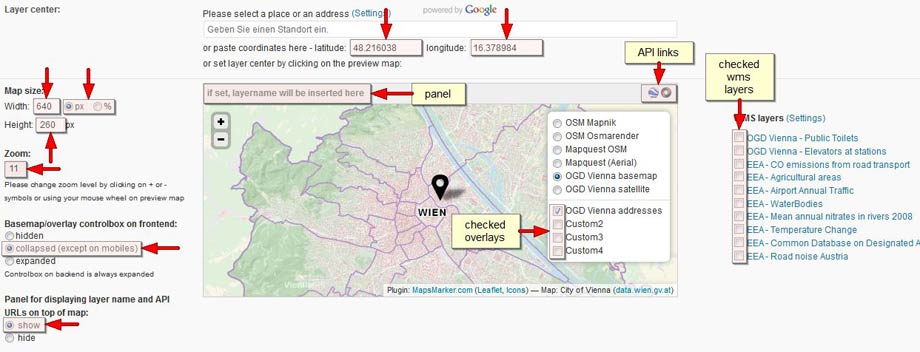 Layer center:
Please select a place or an address (Settings)
powered by Google
Geben Sie einen Standort ein.
or paste coordinates here - latitude: 48.216038 longitude: 16.378984
or set layer center by clicking on the preview map:
API links
checked
wms
layers
Map size:
Width: 640 px %
Height: 260 px
if set, layername will be inserted here
panel
Zoom:
11
Please change zoom level by clicking on + or -
symbols or using your mouse wheel on preview map
Basemap/overlay controlbox on frontend:
hidden
collapsed (except on mobiles)
expanded
Controlbox on backend is always expanded
Panel for displaying layer name and API
URLs on top of map:
show
hide
+
-
WIEN
OSM Mapnik
OSM Osmarender
Mapquest OSM
Mapquest (Aerial)
OGD Vienna basemap
OGD Vienna satellite
OGD Vienna addresses
Custom2
Custom3
Custom4
checked
overlays
Plugin: MapsMarker.com (Leaflet, Icons) — Map: City of Vienna (data.wien.gv.at)
MS layers (Settings)
OGD Vienna - Public Toilets
OGD Vienna - Elevators at stations
EEA - CO emissions from road transport
EEA - Agricultural areas
EEA - Airport Annual Traffic
EEA - WaterBodies
EEA - Mean annual nitrates in rivers 2008
EEA - Temperature Change
EEA - Common Database on Designated A
EEA - Road noise Austria